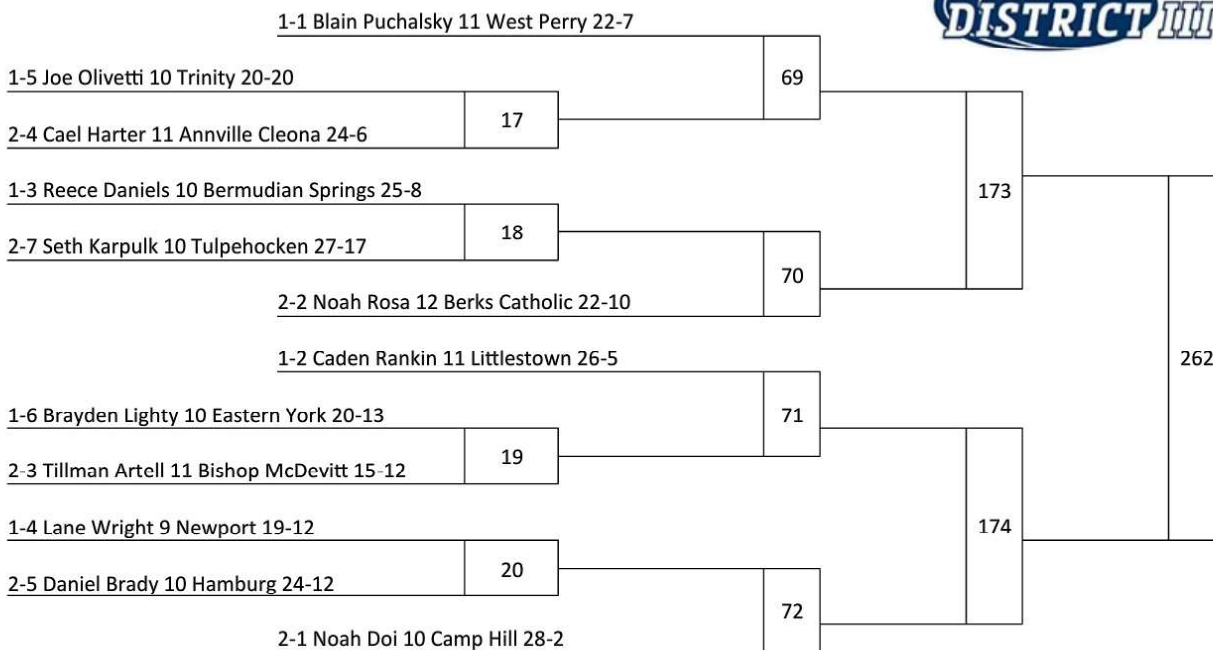 1-1 Blain Puchalsky 11 West Perry 22-7
DISTRICT III
1-5 Joe Olivetti 10 Trinity 20-20
69
17
2-4 Cael Harter 11 Annville Cleona 24-6
1-3 Reece Daniels 10 Bermudian Springs 25-8
173
18
2-7 Seth Karpulk 10 Tulpehocken 27-17
70
2-2 Noah Rosa 12 Berks Catholic 22-10
1-2 Caden Rankin 11 Littlestown 26-5
262
1-6 Brayden Lighty 10 Eastern York 20-13
71
19
2-3 Tillman Artell 11 Bishop McDevitt 15-12
1-4 Lane Wright 9 Newport 19-12
174
20
2-5 Daniel Brady 10 Hamburg 24-12
72
2-1 Noah Doi 10 Camp Hill 28-2